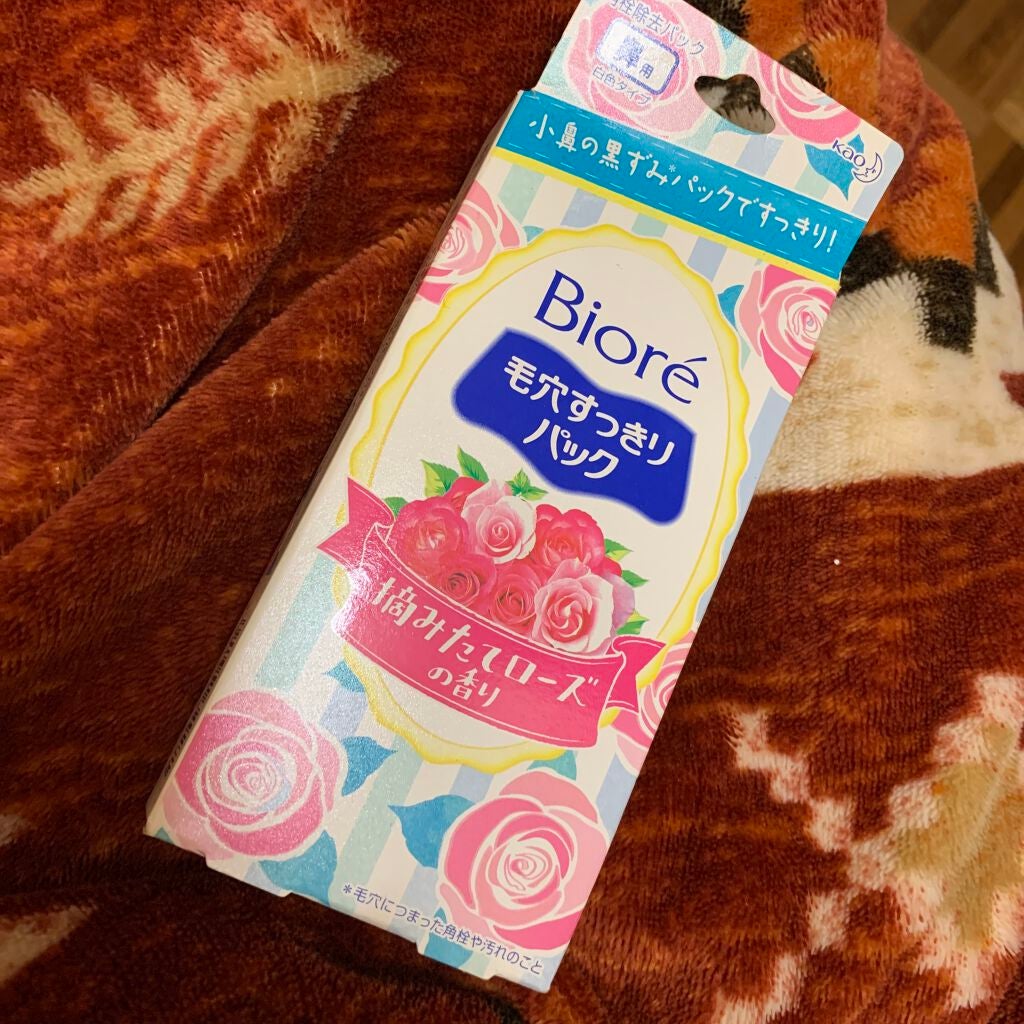 栓除去パック
鼻用
白色タイプ
Kao
小鼻の黒ずみ*パックですっきり!
Bioré
毛穴すっきり
パック
摘みたてローズ
の香り
*毛穴につまった角栓や汚れのこと